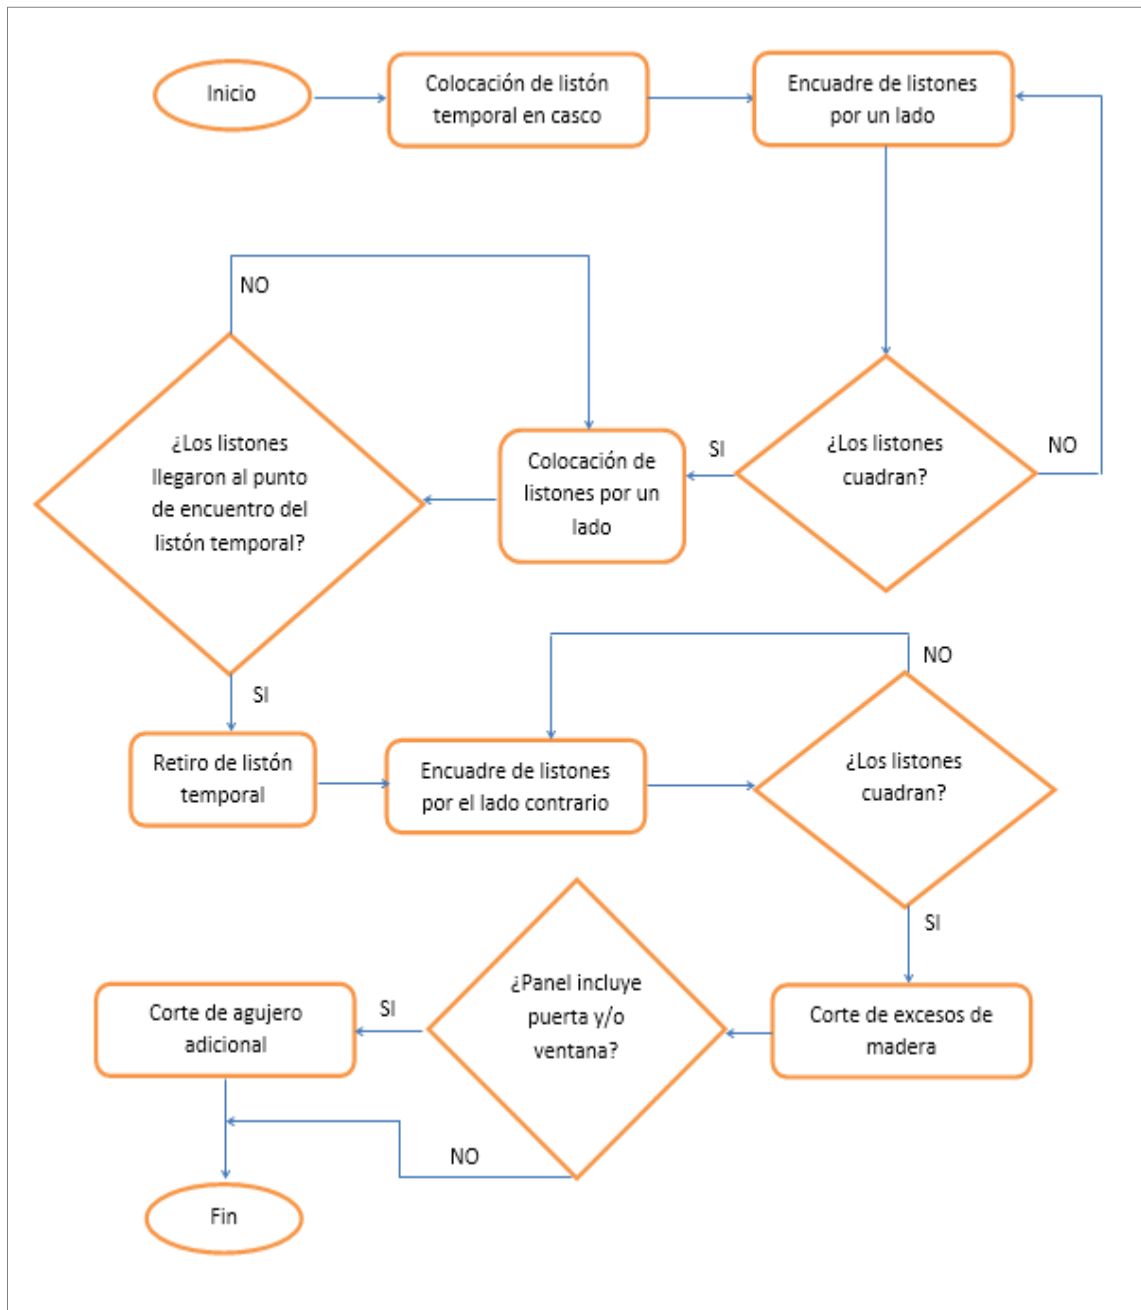 Inicio
Colocación de listón
temporal en casco
Encuadre de listones
por un lado
NO
¿Los listones
llegaron al punto
de encuentro del
listón temporal?
Colocación de
listones por un
lado
SI
¿Los listones
cuadran?
NO
SI
NO
Retiro de listón
temporal
Encuadre de listones
por el lado contrario
¿Los listones
cuadran?
SI
Corte de agujero
adicional
SI
¿Panel incluye
puerta y/o
ventana?
Corte de excesos de
madera
NO
Fin